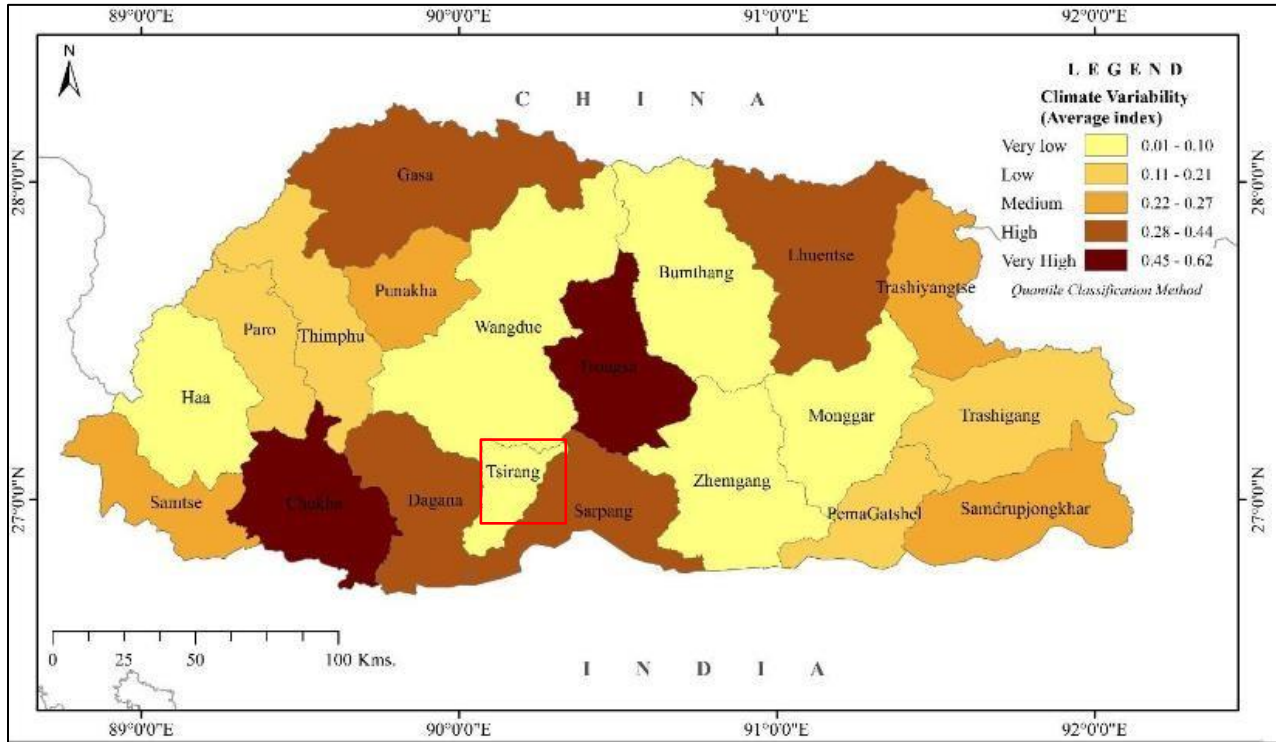 89°0'0"E 90°0'0"E 91°0'0"E 92°0'0"E
N
C H I N A
L E G E N D
Climate Variability
(Average index)
Very low 0.01 - 0.10
Low 0.11 - 0.21
Medium 0.22 - 0.27
High 0.28 - 0.44
Very High 0.45 - 0.62
Quantile Classification Method
28°0'0"N 28°0'0"N
Gasa
Lhuentse
Bumthang
Trashiyangtse
Punakha
Wangdue
Paro
Thimphu
Trongsa
Haa
Monggar
Trashigang
Tsirang
Zhemgang
27°0'0"N 27°0'0"N
Samtse
Chukha
Dagana
Sarpang
PemaGatshel
Samdrupjongkhar
0 25 50 100 Kms.
I N D I A
89°0'0"E 90°0'0"E 91°0'0"E 92°0'0"E